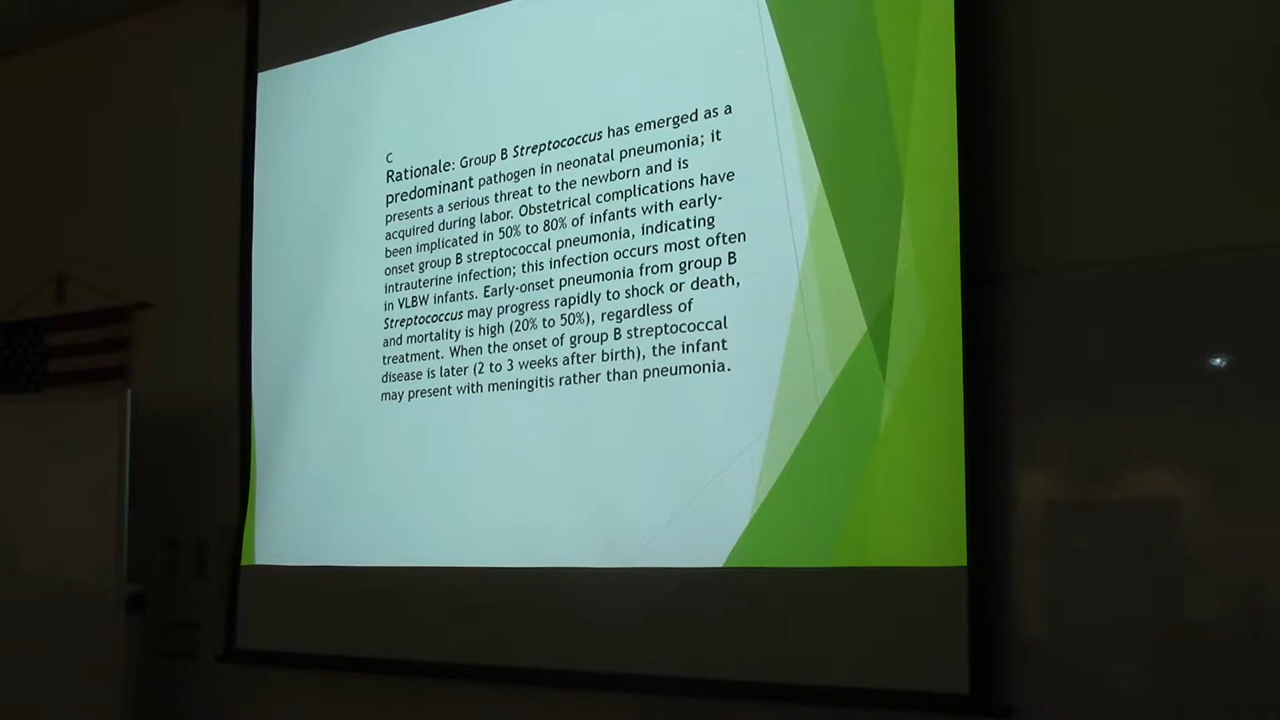 C
Rationale: Group B Streptococcus has emerged as a
predominant pathogen in neonatal pneumonia; it
presents a serious threat to the newborn and is
acquired during labor. Obstetrical complications have
been implicated in 50% to 80% of infants with early-
onset group B streptococcal pneumonia, indicating
intrauterine infection; this infection occurs most often
in VLBW infants. Early-onset pneumonia from group B
Streptococcus may progress rapidly to shock or death,
and mortality is high (20% to 50%), regardless of
treatment. When the onset of group B streptococcal
disease is later (2 to 3 weeks after birth), the infant
may present with meningitis rather than pneumonia.